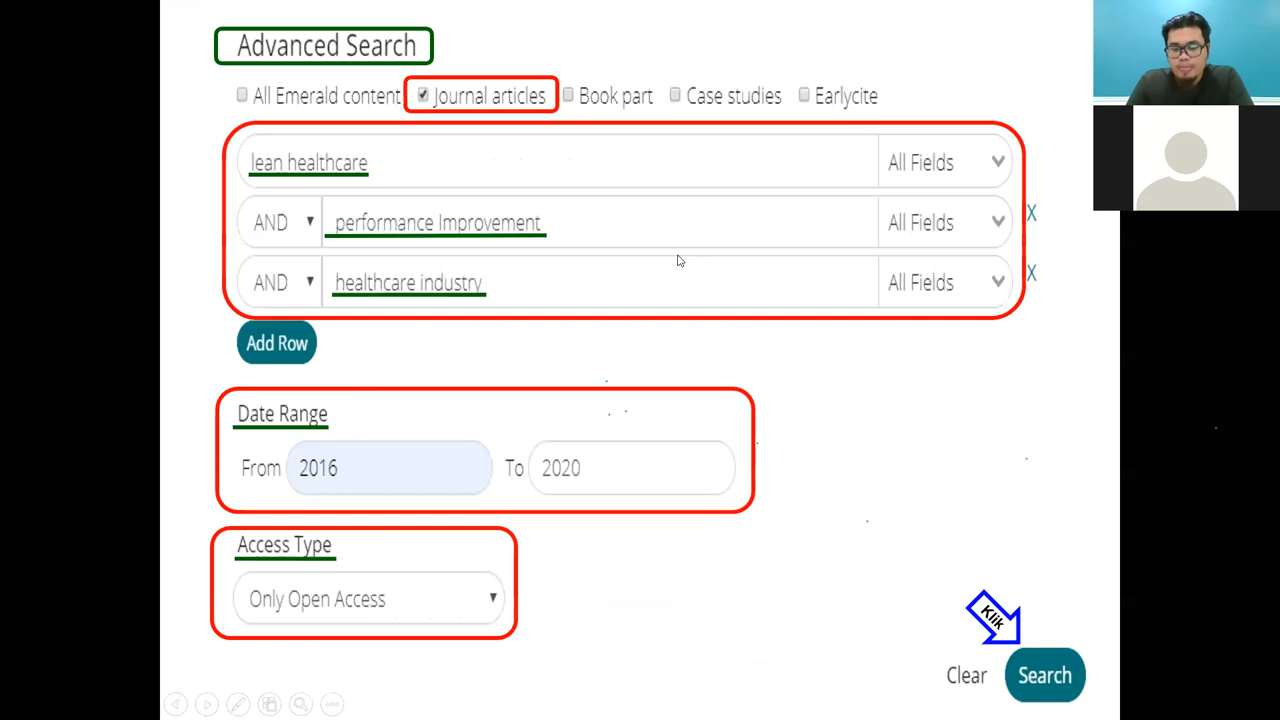 Advanced Search
All Emerald content Journal articles Book part Case studies Earlycite
lean healthcare All Fields
AND performance Improvement All Fields X
AND healthcare industry All Fields X
Add Row
Date Range
From 2016 To 2020
Access Type
Only Open Access
Klik
Clear Search